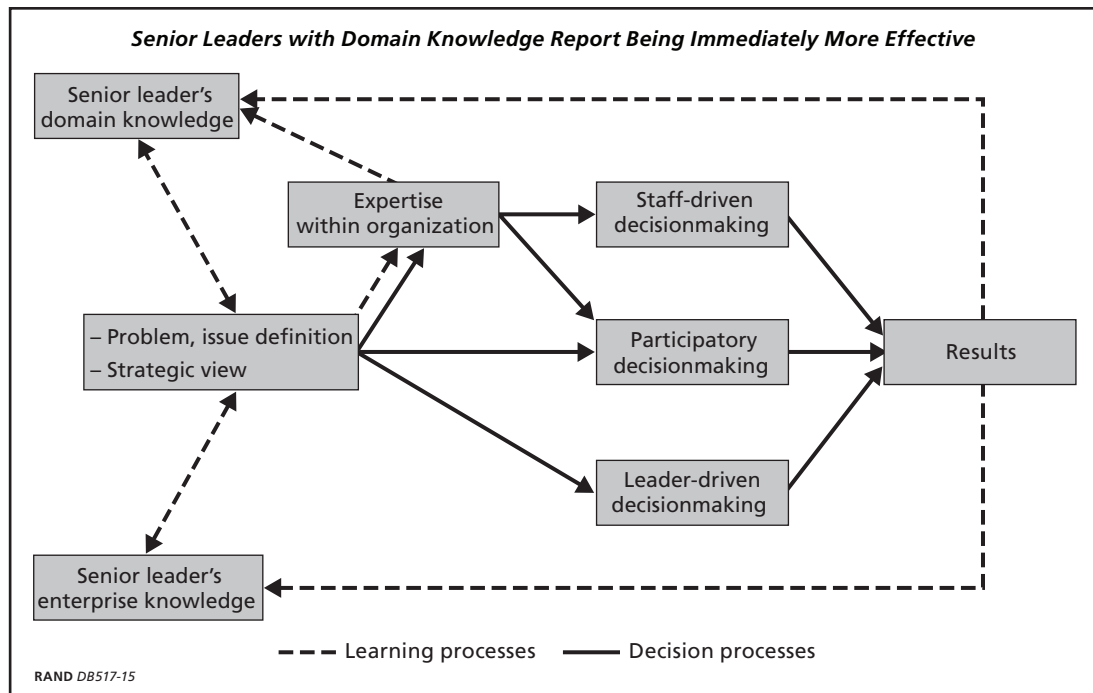 Senior Leaders with Domain Knowledge Report Being Immediately More Effective
Senior leader's
domain knowledge
Expertise
within organization
Staff-driven
decisionmaking
– Problem, issue definition
– Strategic view
Participatory
decisionmaking
Results
Leader-driven
decisionmaking
Senior leader's
enterprise knowledge
Learning processes
Decision processes
RAND DB517-15